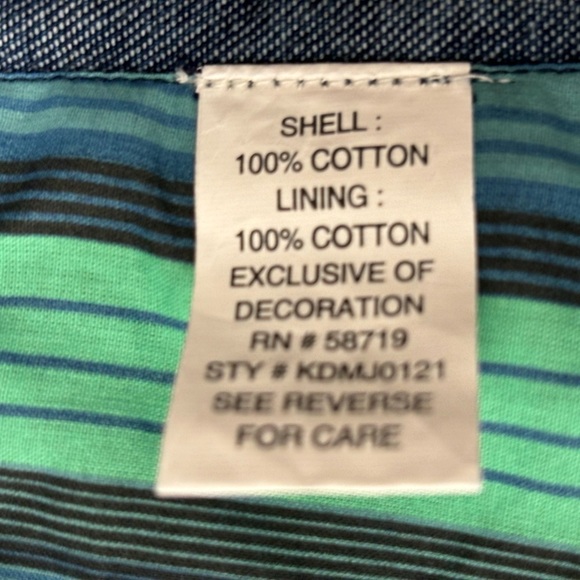 SHELL :
100% COTTON
LINING :
100% COTTON
EXCLUSIVE OF
DECORATION
RN # 58719
STY # KDMJ0121
SEE REVERSE
FOR CARE